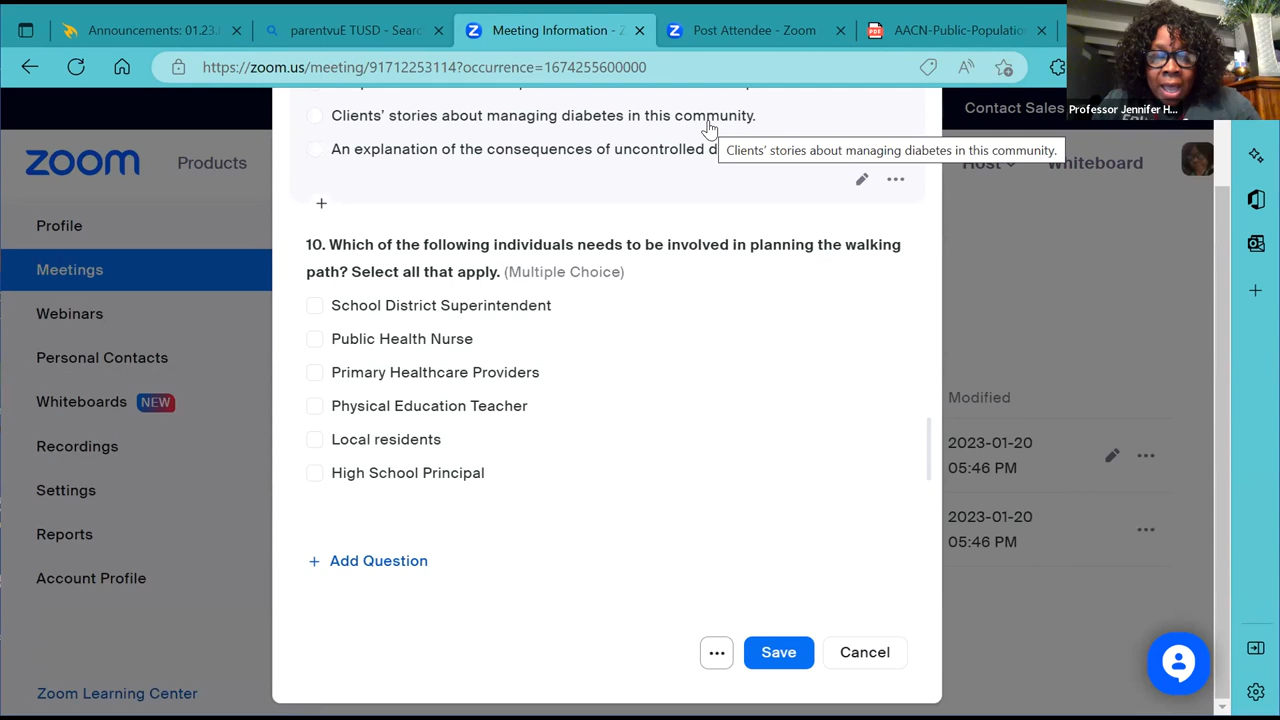 Announcements: 01.23.
parentvuE TUSD - Searc
Meeting Information - Z
Post Attendee - Zoom
AACN-Public-Population
https://zoom.us/meeting/91712253114?occurrence=1674255600000
Professor Jennifer H...
Contact Sales
zoom
Products
Host
Whiteboard
Profile
Meetings
Webinars
Personal Contacts
Whiteboards NEW
Recordings
Settings
Reports
Account Profile
Zoom Learning Center
Clients' stories about managing diabetes in this community.
An explanation of the consequences of uncontrolled d
Clients' stories about managing diabetes in this community.
10. Which of the following individuals needs to be involved in planning the walking
path? Select all that apply. (Multiple Choice)
School District Superintendent
Public Health Nurse
Primary Healthcare Providers
Physical Education Teacher
Local residents
High School Principal
+ Add Question
Save
Cancel
Modified
2023-01-20
05:46 PM
2023-01-20
05:46 PM